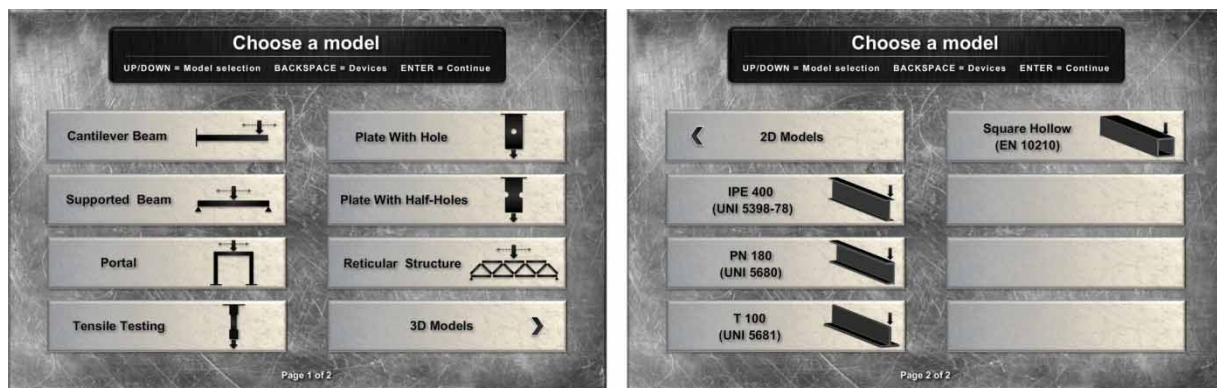 Choose a model
UP/DOWN = Model selection BACKSPACE = Devices ENTER = Continue
Cantilever Beam
Supported Beam
Portal
Tensile Testing
Plate With Hole
Plate With Half-Holes
Reticular Structure
3D Models
Page 1 of 2
Choose a model
UP/DOWN = Model selection BACKSPACE = Devices ENTER = Continue
2D Models
IPE 400
(UNI 5398-78)
PN 180
(UNI 5680)
T 100
(UNI 5681)
Square Hollow
(EN 10210)
Page 2 of 2